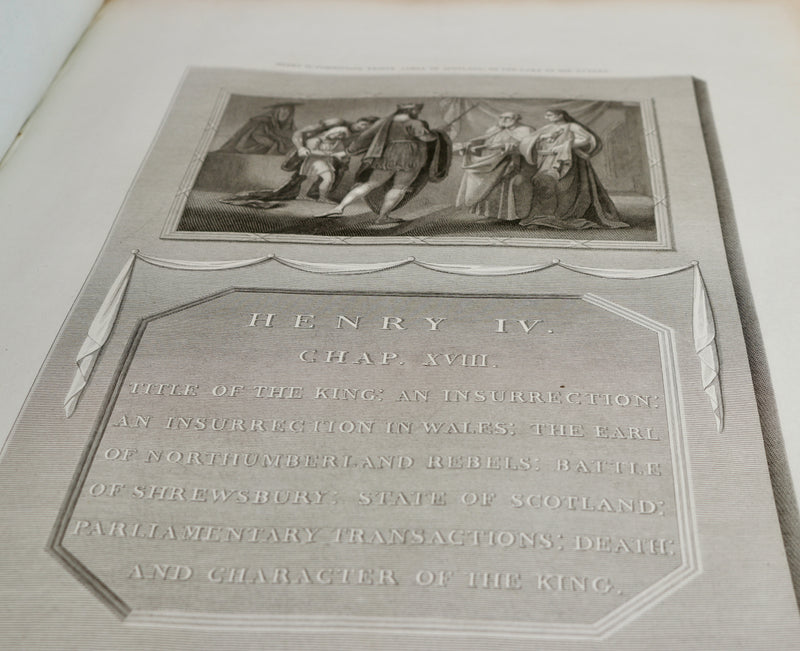 HENRY IV.
CHAP. XVIII.
TITLE OF THE KING: AN INSURRECTION:
AN INSURRECTION IN WALES: THE EARL
OF NORTHUMBERLAND REBELS: BATTLE
OF SHREWSBURY: STATE OF SCOTLAND:
PARLIAMENTARY TRANSACTIONS: DEATH:
AND CHARACTER OF THE KING.